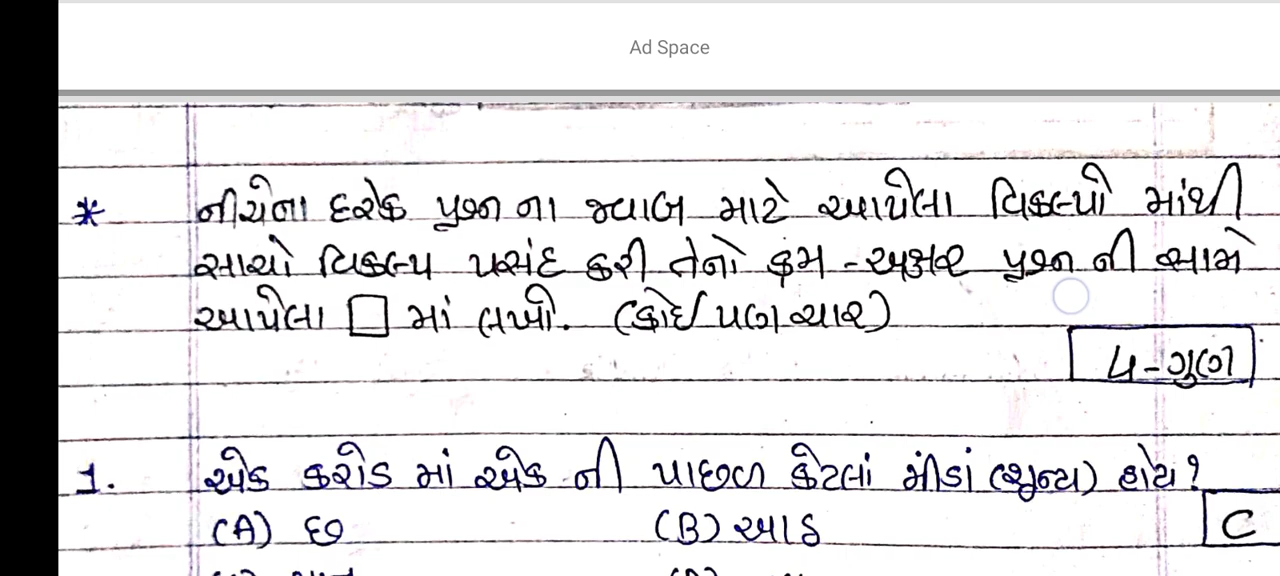 Ad Space
* નીચેના દરેક પ્રશ્ન ના જવાબ માટે આપેલા વિકલ્પો માંથી
સાચો વિકલ્પ પસંદ કરી તેનો ક્રમ-અક્ષર પ્રશ્ન ની સામે
આપેલા □ માં લખો. (કોઈ પણ ચાર)
૫-ગુણ
1. એક કરોડ માં એક ની પાછળ કેટલાં મીંડાં (શૂન્ય) હોય?
(A) છ (B) આઠ C